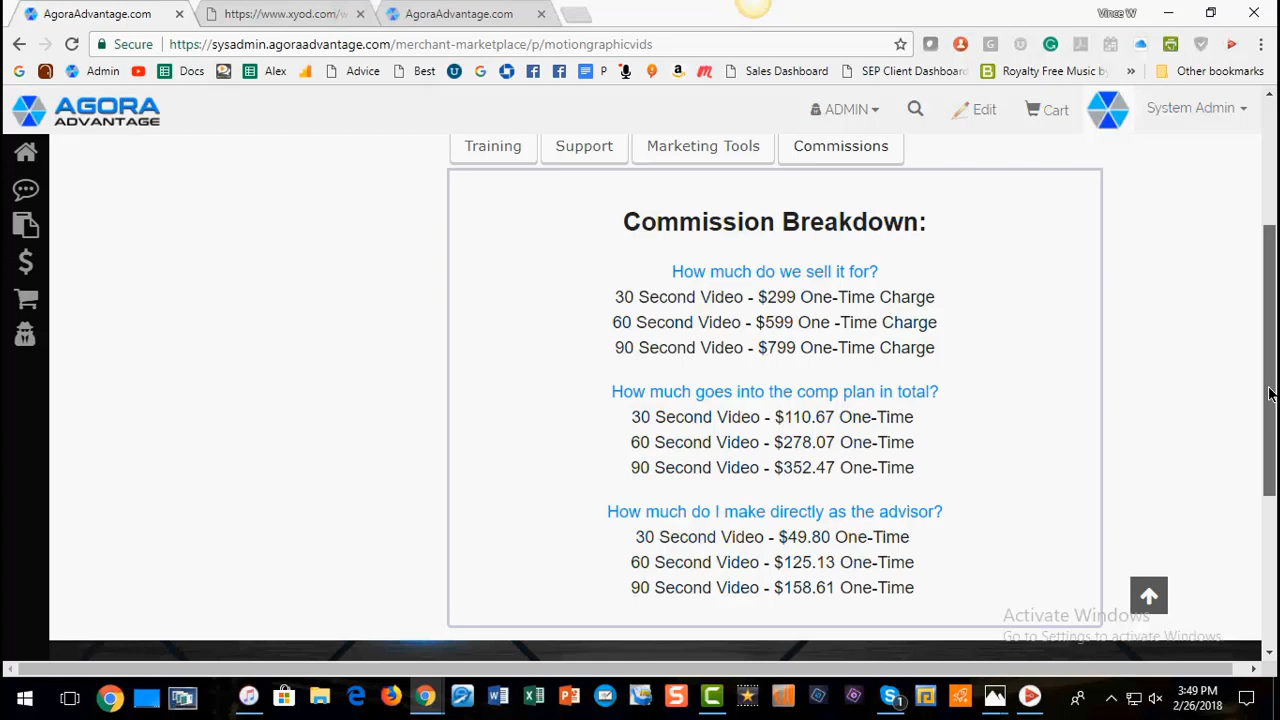 AgoraAdvantage.com
https://www.xyod.com/w
AgoraAdvantage.com
Vince W
Secure
https://sysadmin.agoraadvantage.com/merchant-marketplace/p/motiongraphicvids
Admin
Docs
Alex
Advice
Best
P
Sales Dashboard
SEP Client Dashboard
Royalty Free Music by
Other bookmarks
AGORA
ADVANTAGE
ADMIN
Edit
Cart
System Admin
Training
Support
Marketing Tools
Commissions
Commission Breakdown:
How much do we sell it for?
30 Second Video - $299 One-Time Charge
60 Second Video - $599 One -Time Charge
90 Second Video - $799 One-Time Charge
How much goes into the comp plan in total?
30 Second Video - $110.67 One-Time
60 Second Video - $278.07 One-Time
90 Second Video - $352.47 One-Time
How much do I make directly as the advisor?
30 Second Video - $49.80 One-Time
60 Second Video - $125.13 One-Time
90 Second Video - $158.61 One-Time
Activate Windows
Go to Settings to activate Windows.
3:49 PM
2/26/2018